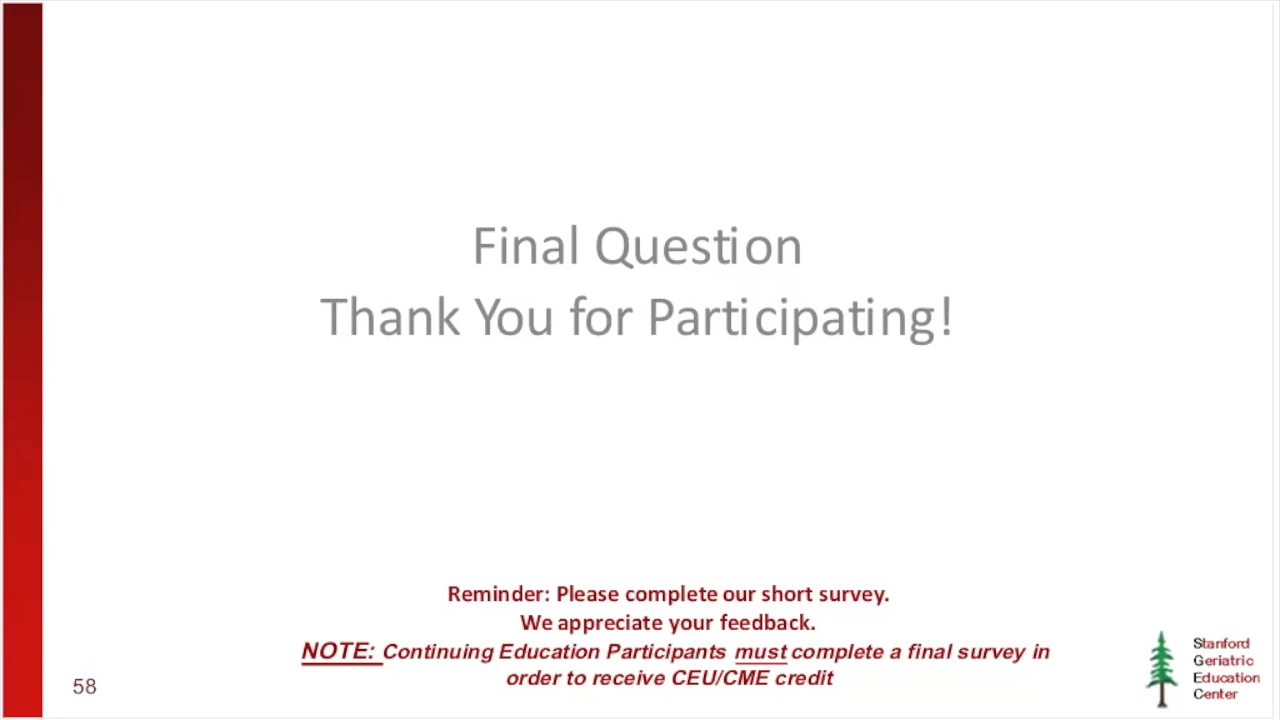 Final Question
Thank You for Participating!
Reminder: Please complete our short survey.
We appreciate your feedback.
NOTE: Continuing Education Participants must complete a final survey in
order to receive CEU/CME credit
58
Stanford
Geriatric
Education
Center